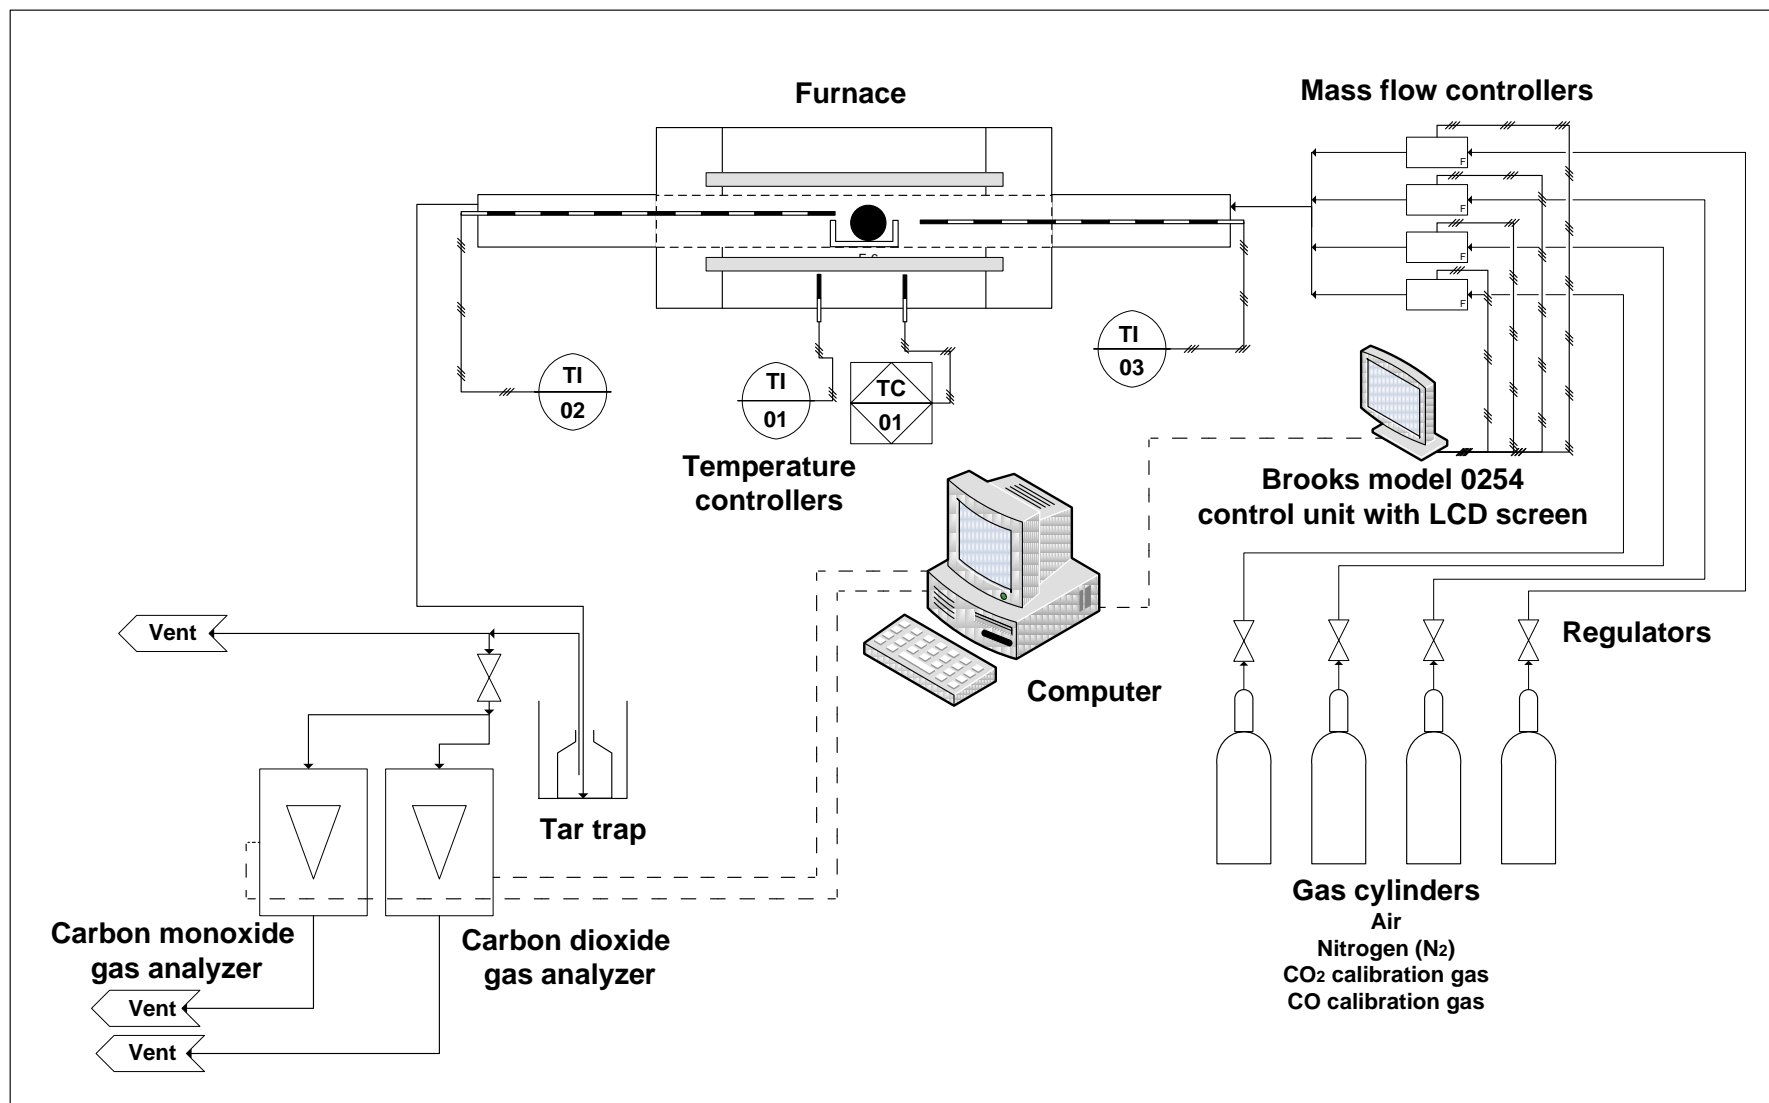 Furnace
Mass flow controllers
F
F
F
F
TI
02
TI
01
TC
01
TI
03
Temperature
controllers
Brooks model 0254
control unit with LCD screen
Computer
Regulators
Vent
Tar trap
Gas cylinders
Air
Nitrogen (N2)
CO2 calibration gas
CO calibration gas
Carbon monoxide
gas analyzer
Carbon dioxide
gas analyzer
Vent
Vent